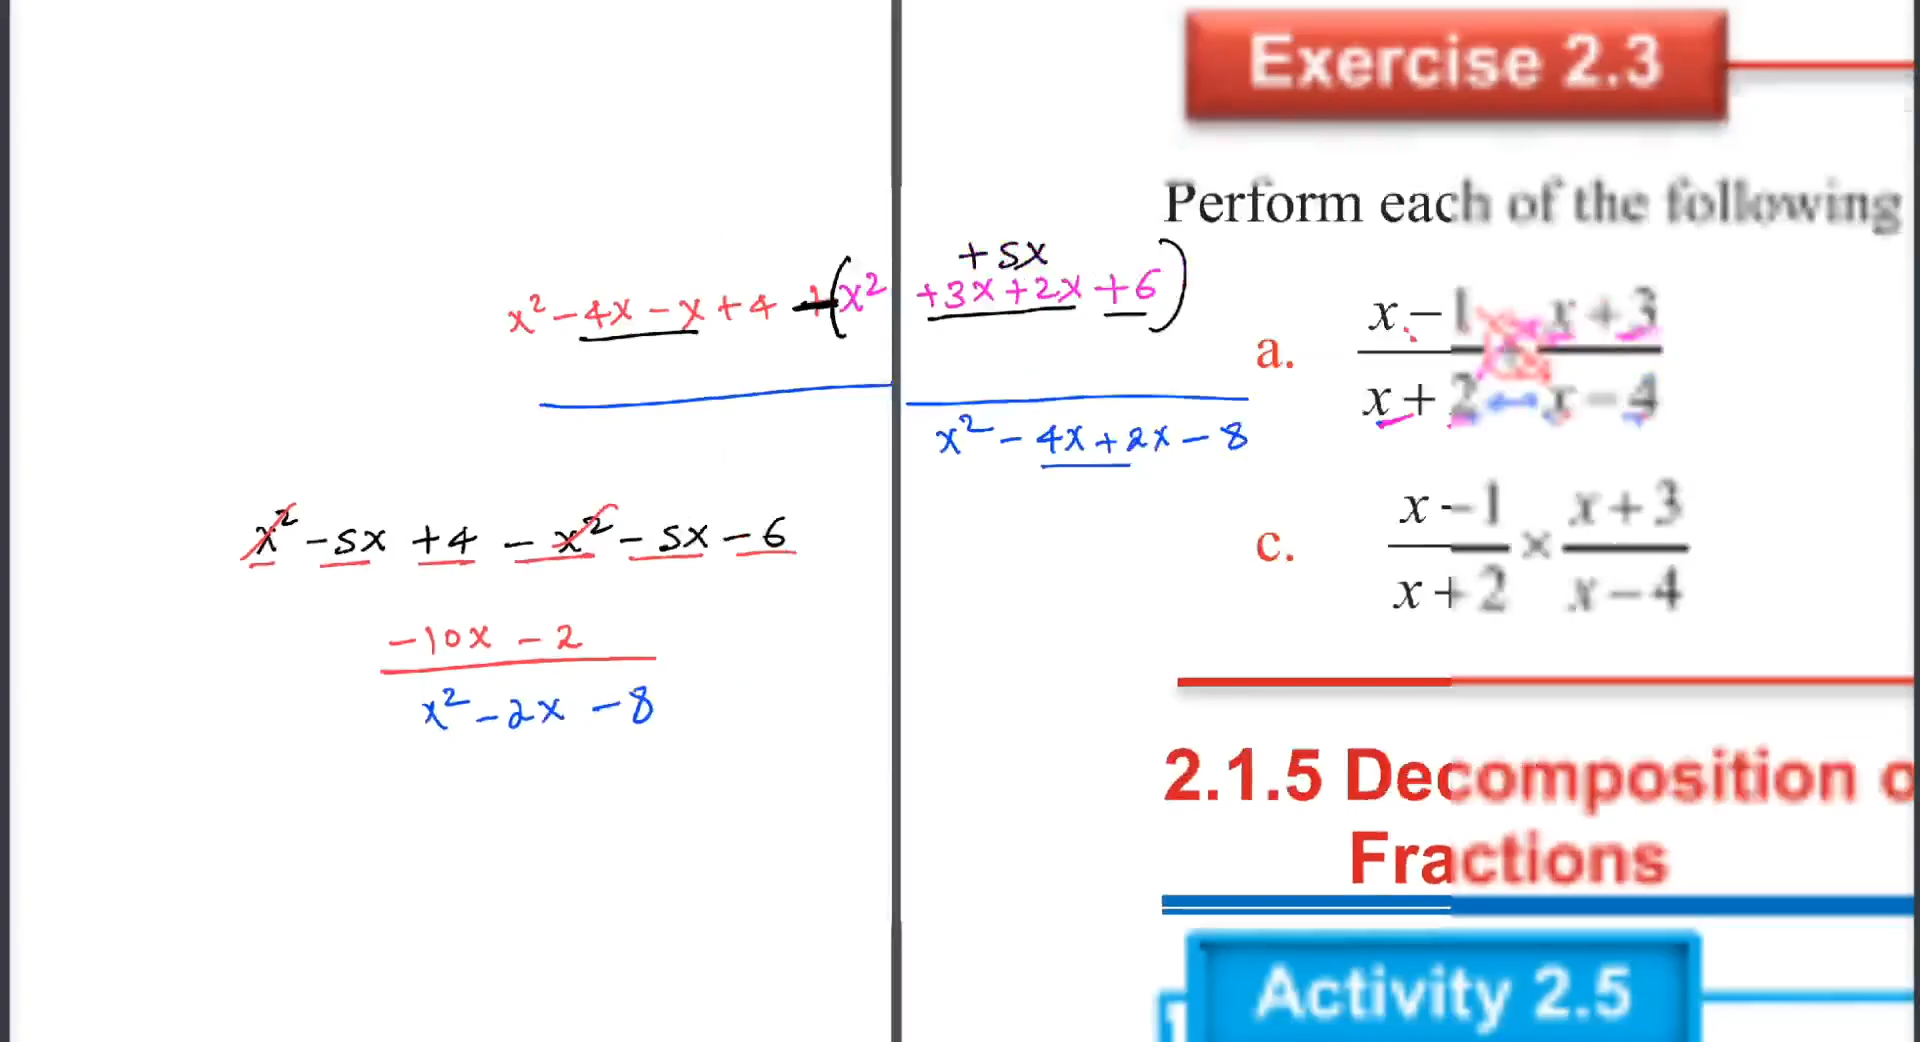 Exercise 2.3
Perform each of the following
+ 5x
x² - 4x - x + 4 - (x² + 3x + 2x + 6)
x² - 4x + 2x - 8
x² - 5x + 4 - x² - 5x - 6
-10x - 2
x² - 2x - 8
a. x - 1 x + 3
x + 2 x - 4
c. x - 1 × x + 3
x + 2 x - 4
2.1.5 Decomposition o
Fractions
Activity 2.5